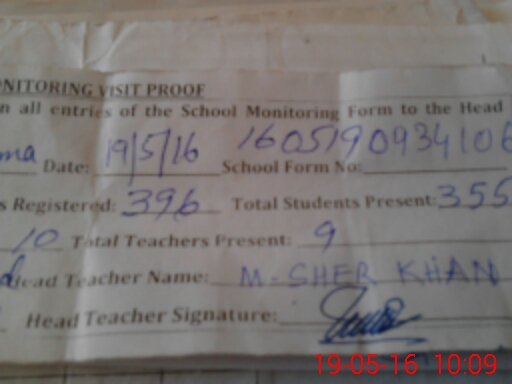 NITORING VISIT PROOF
n all entries of the School Monitoring Form to the Head
ma Date: 19/5/16 School Form No: 1605190934106
s Registered: 396 Total Students Present: 355
10 Total Teachers Present: 9
Head Teacher Name: M-SHER KHAN
Head Teacher Signature:
19-05-16 10:09